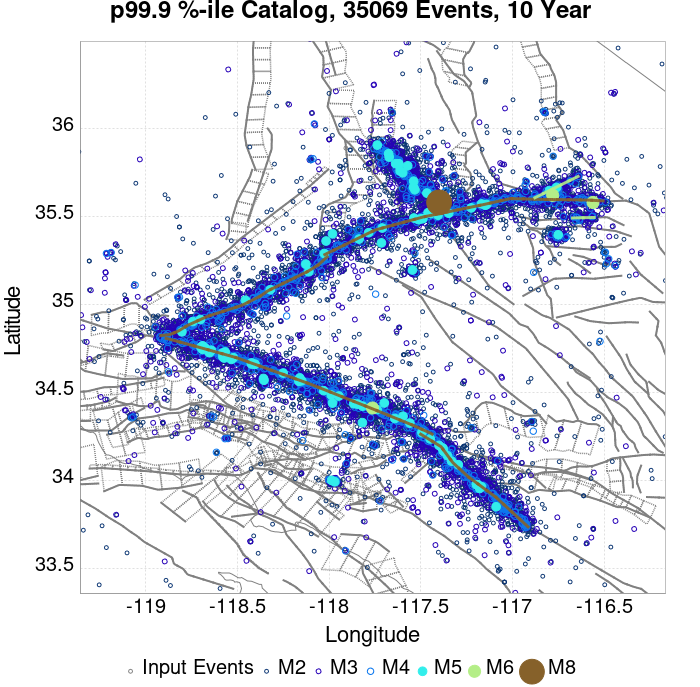 p99.9 %-ile Catalog, 35069 Events, 10 Year
36
35.5
35
34.5
34
33.5
Latitude
-119 -118.5 -118 -117.5 -117 -116.5
Longitude
Input Events M2 M3 M4 M5 M6 M8